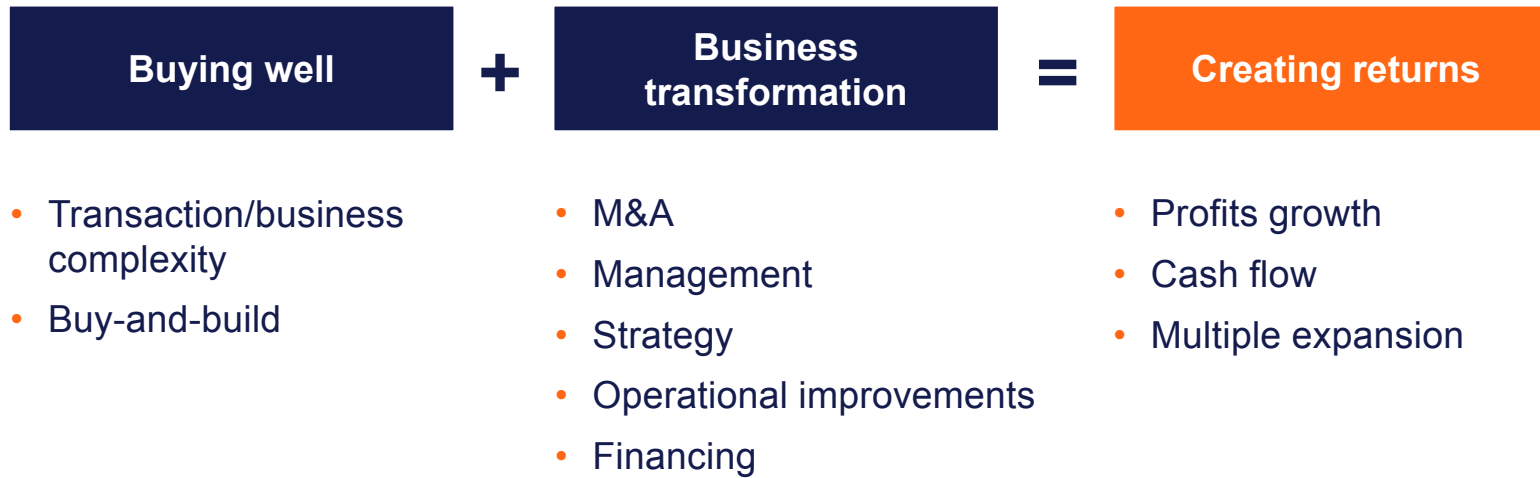 Buying well
+
Business
transformation
=
Creating returns
• Transaction/business
complexity
• Buy-and-build
• M&A
• Management
• Strategy
• Operational improvements
• Financing
• Profits growth
• Cash flow
• Multiple expansion